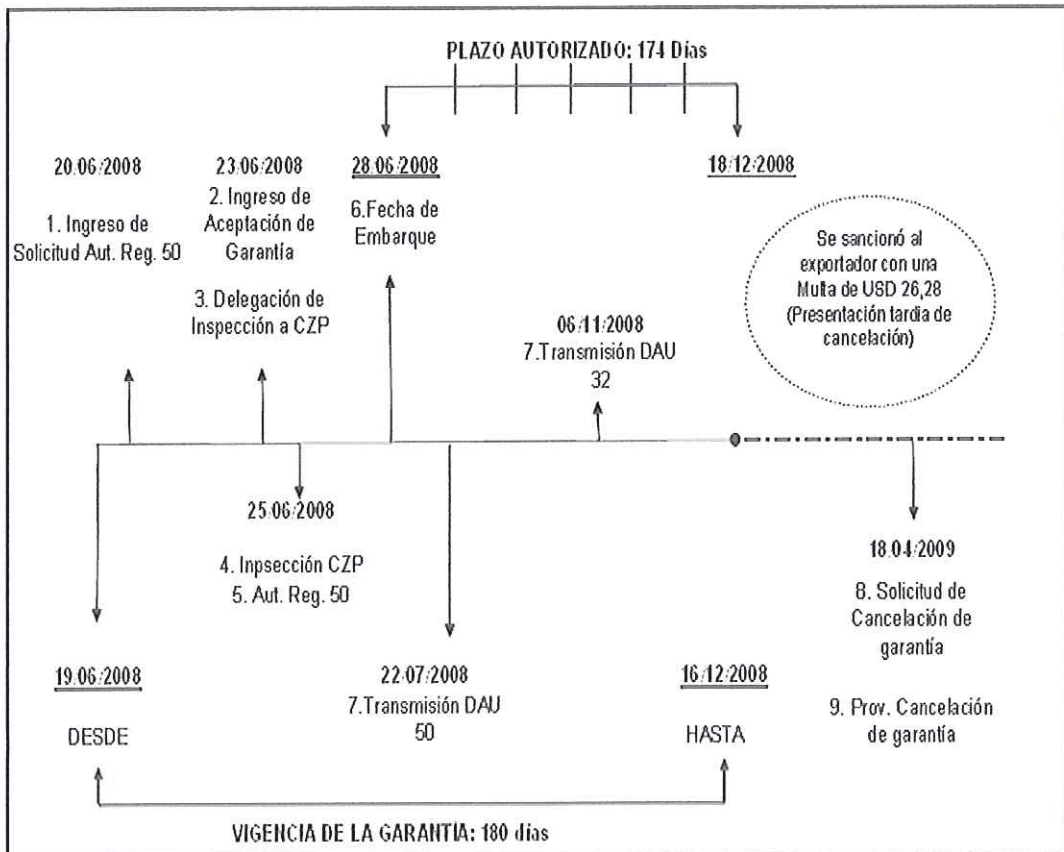 PLAZO AUTORIZADO: 174 Días
20/06/2008
1. Ingreso de
Solicitud Aut. Reg. 50
23/06/2008
2. Ingreso de
Aceptación de
Garantía
3. Delegación de
Inspección a CZP
28/06/2008
6.Fecha de
Embarque
18/12/2008
Se sancionó al
exportador con una
Multa de USD 26,28
(Presentación tardia de
cancelación)
06/11/2008
7.Transmisión DAU
32
25/06/2008
4. Inpsección CZP
5. Aut. Reg. 50
18/04/2009
8. Solicitud de
Cancelación de
garantía
9. Prov. Cancelación
de garantía
19/06/2008
DESDE
22/07/2008
7.Transmisión DAU
50
16/12/2008
HASTA
VIGENCIA DE LA GARANTÍA: 180 días